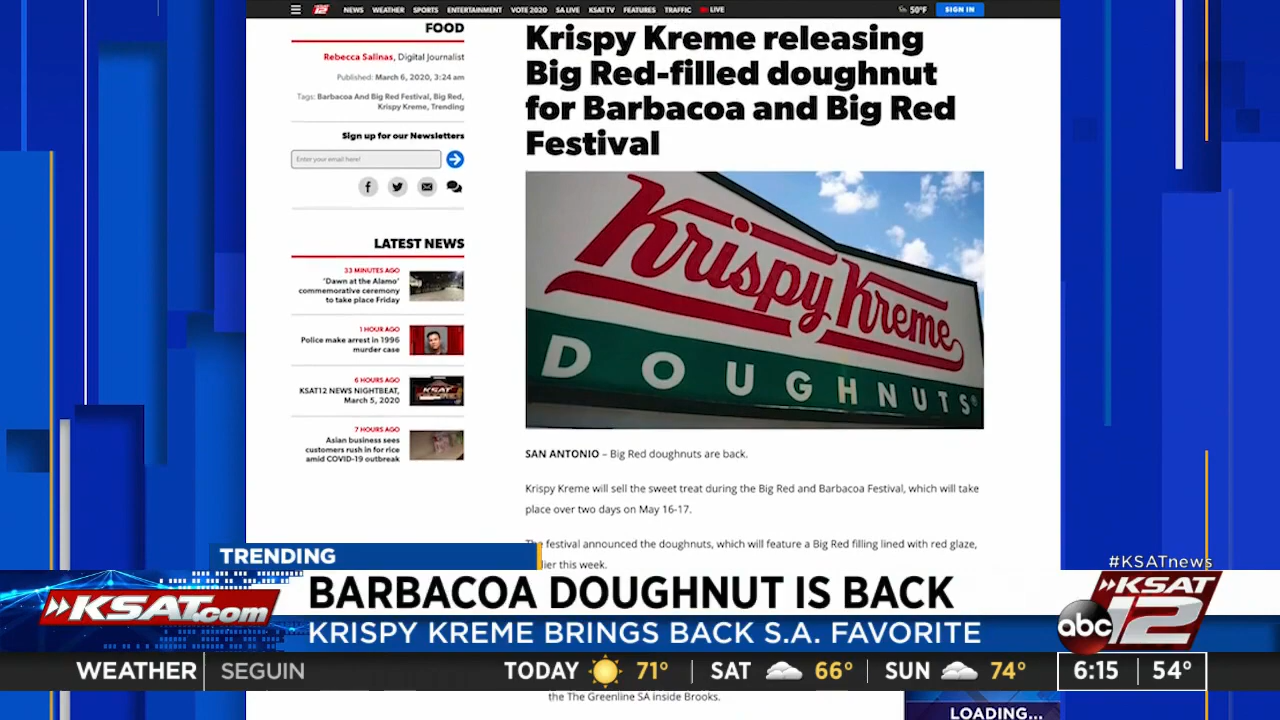 12
NEWS WEATHER SPORTS ENTERTAINMENT VOTE 2020 SA LIVE KSAT TV FEATURES TRAFFIC LIVE
50°F
SIGN IN
FOOD
Rebecca Salinas, Digital Journalist
Published: March 6, 2020, 3:24 am
Tags: Barbacoa And Big Red Festival, Big Red,
Krispy Kreme, Trending
Sign up for our Newsletters
Enter your email here!
LATEST NEWS
33 MINUTES AGO
'Dawn at the Alamo'
commemorative ceremony
to take place Friday
1 HOUR AGO
Police make arrest in 1996
murder case
6 HOURS AGO
KSAT12 NEWS NIGHTBEAT,
March 5, 2020
KSAT
7 HOURS AGO
Asian business sees
customers rush in for rice
amid COVID-19 outbreak
Krispy Kreme releasing
Big Red-filled doughnut
for Barbacoa and Big Red
Festival
Krispy Kreme
DOUGHNUTS®
SAN ANTONIO – Big Red doughnuts are back.
Krispy Kreme will sell the sweet treat during the Big Red and Barbacoa Festival, which will take
place over two days on May 16-17.
festival announced the doughnuts, which will feature a Big Red filling lined with red glaze,
lier this week.
TRENDING
#KSATnews
KSAT.com
BARBACOA DOUGHNUT IS BACK
KRISPY KREME BRINGS BACK S.A. FAVORITE
abc
KSAT
12
WEATHER SEGUIN TODAY 71° SAT 66° SUN 74° 6:15 54°
the The Greenline SA inside Brooks.
LOADING...